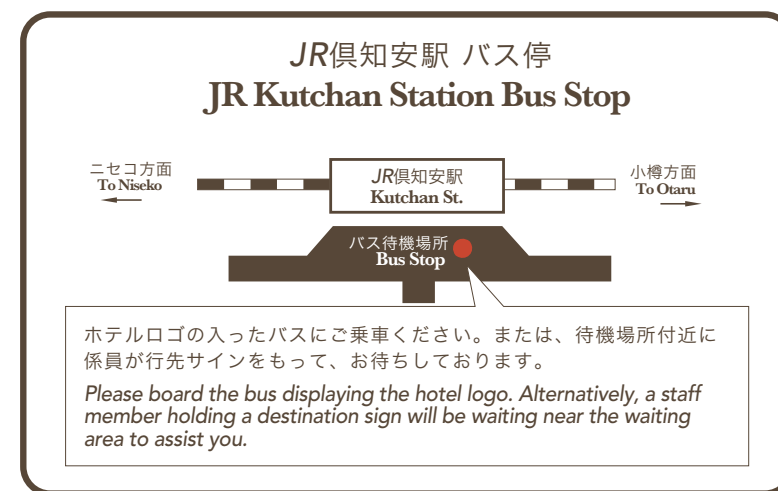 JR倶知安駅 バス停
JR Kutchan Station Bus Stop
ニセコ方面
To Niseko
JR倶知安駅
Kutchan St.
小樽方面
To Otaru
バス待機場所
Bus Stop
ホテルロゴの入ったバスにご乗車ください。または、待機場所付近に
係員が行先サインをもって、お待ちしております。
Please board the bus displaying the hotel logo. Alternatively, a staff
member holding a destination sign will be waiting near the waiting
area to assist you.